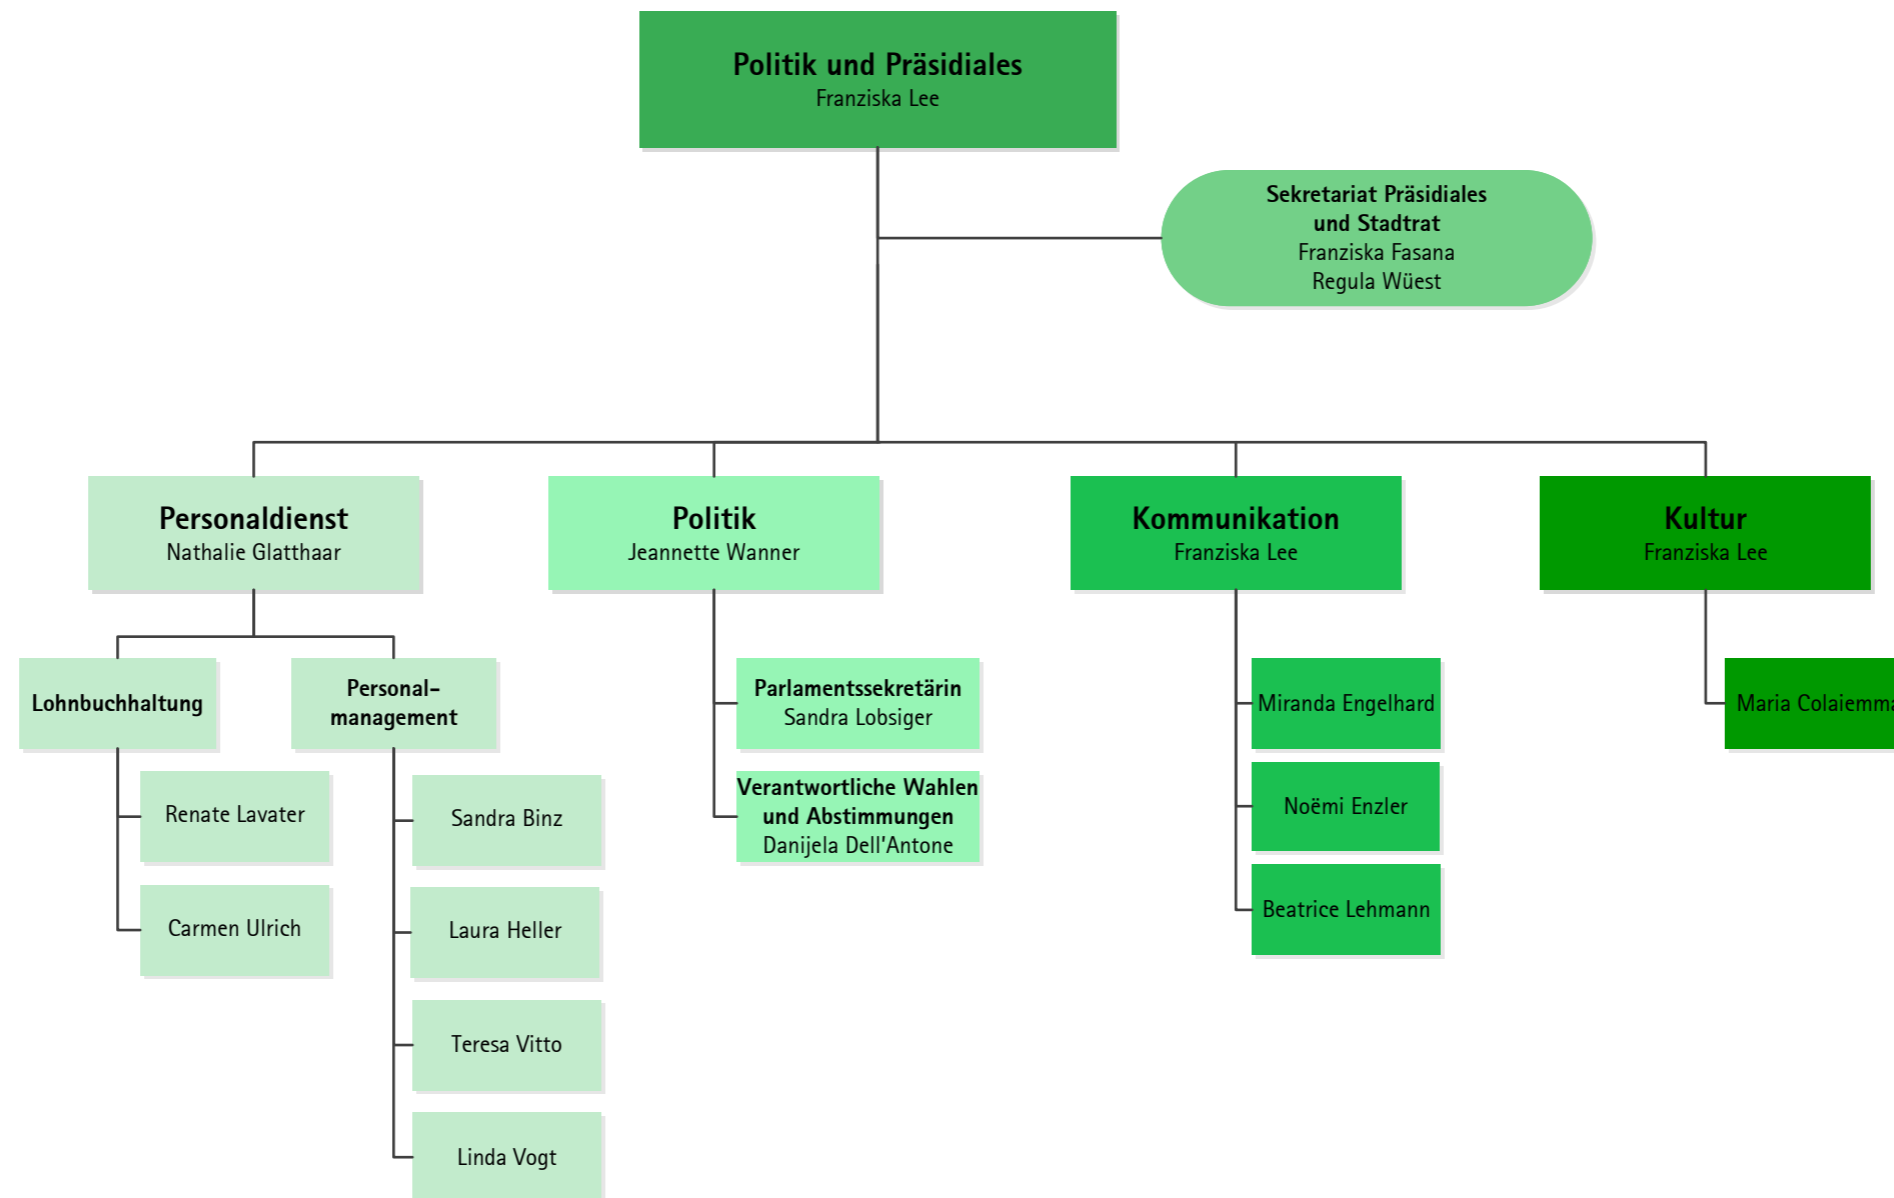 Politik und Präsidiales
Franziska Lee
Sekretariat Präsidiales
und Stadtrat
Franziska Fasana
Regula Wüest
Personaldienst
Nathalie Glatthaar
Politik
Jeannette Wanner
Kommunikation
Franziska Lee
Kultur
Franziska Lee
Lohnbuchhaltung
Personal-
management
Parlamentssekretärin
Sandra Lobsiger
Miranda Engelhard
Maria Colaiemma
Renate Lavater
Sandra Binz
Verantwortliche Wahlen
und Abstimmungen
Danijela Dell'Antone
Noëmi Enzler
Carmen Ulrich
Laura Heller
Beatrice Lehmann
Teresa Vitto
Linda Vogt